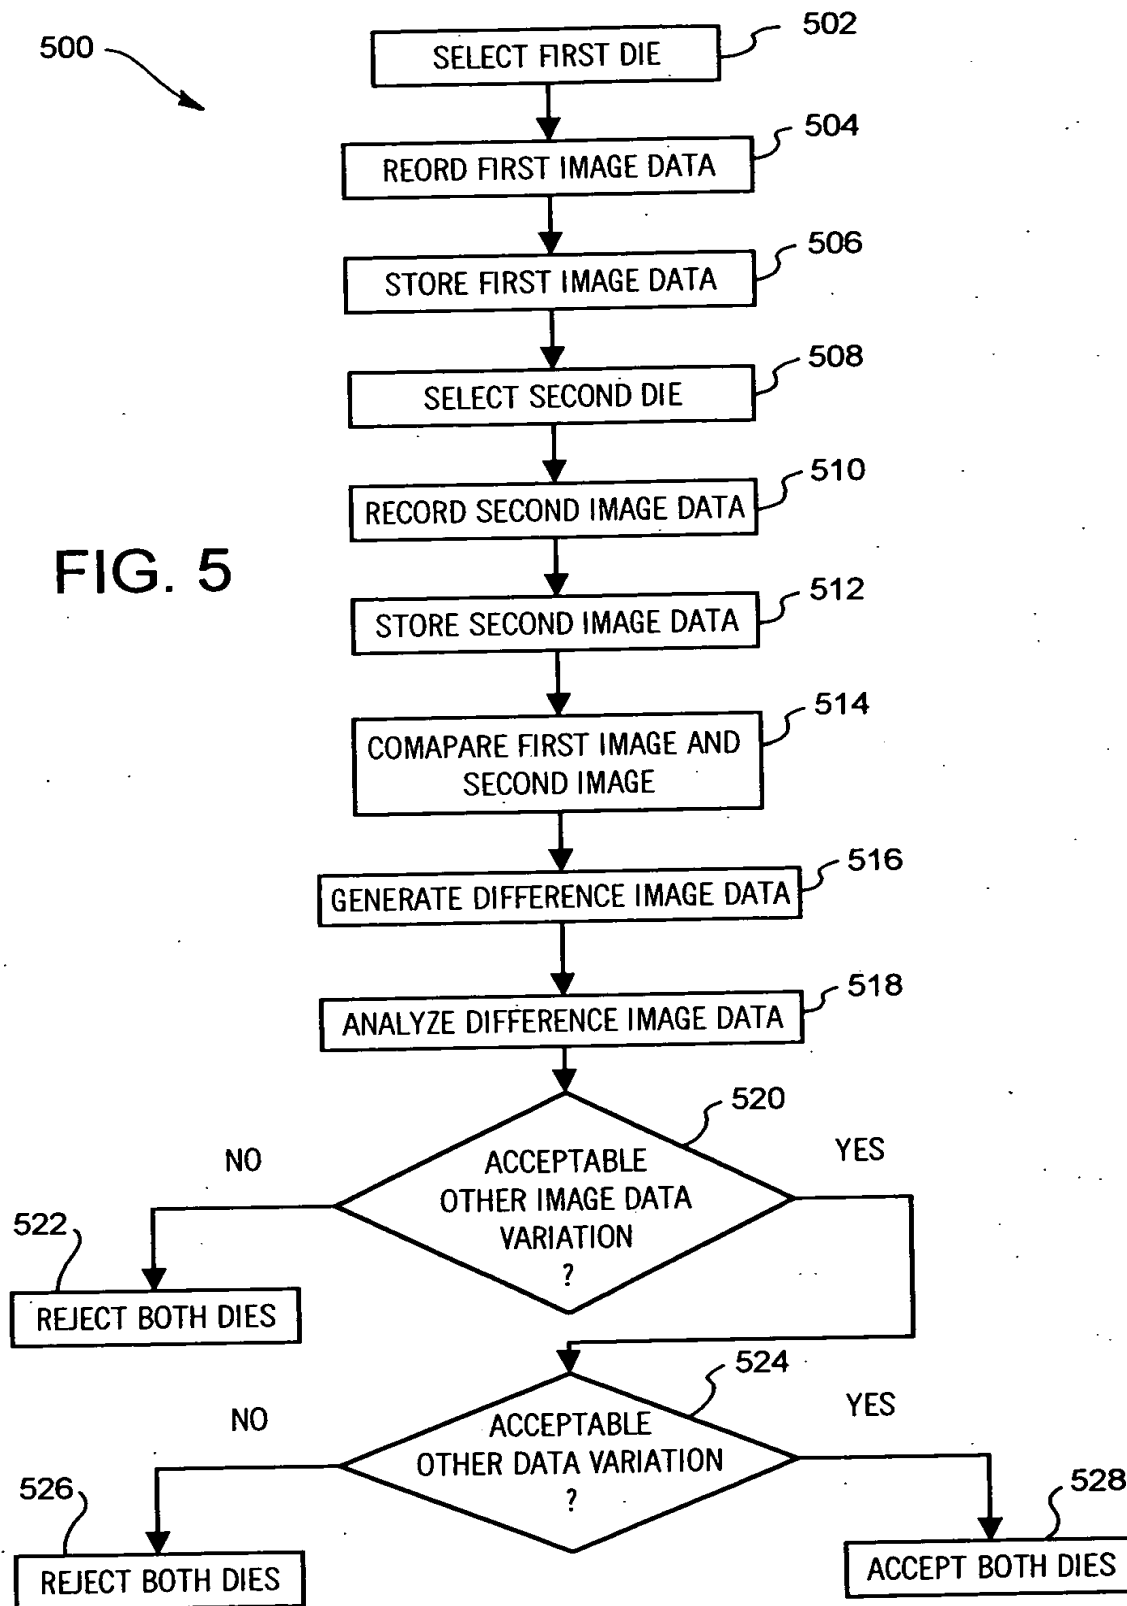 500
502
SELECT FIRST DIE
504
REORD FIRST IMAGE DATA
506
STORE FIRST IMAGE DATA
508
SELECT SECOND DIE
510
RECORD SECOND IMAGE DATA
FIG. 5
512
STORE SECOND IMAGE DATA
514
COMAPARE FIRST IMAGE AND
SECOND IMAGE
516
GENERATE DIFFERENCE IMAGE DATA
518
ANALYZE DIFFERENCE IMAGE DATA
520
NO
YES
ACCEPTABLE
OTHER IMAGE DATA
VARIATION
?
522
REJECT BOTH DIES
524
NO
YES
ACCEPTABLE
OTHER DATA VARIATION
?
526
REJECT BOTH DIES
528
ACCEPT BOTH DIES